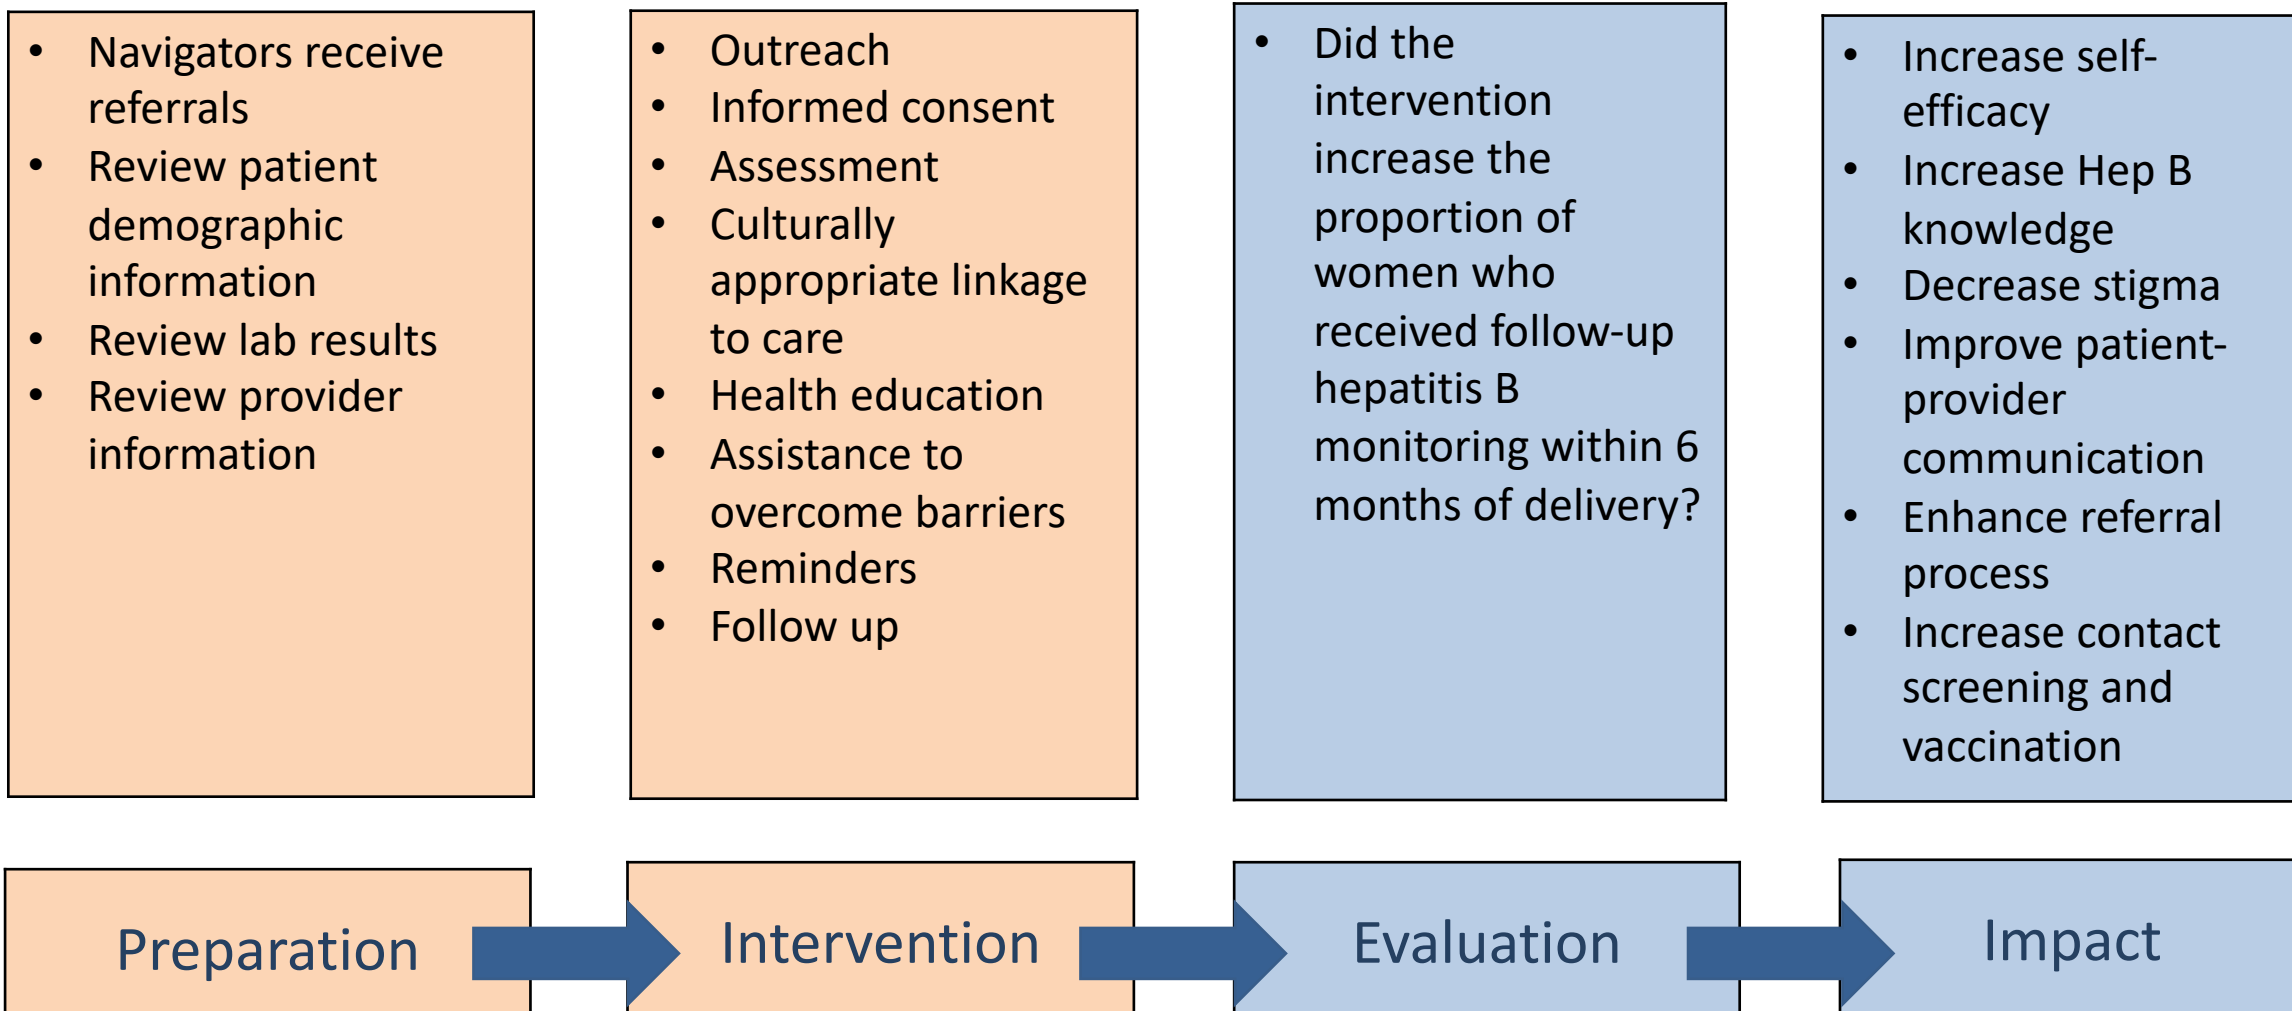 • Navigators receive
referrals
• Review patient
demographic
information
• Review lab results
• Review provider
information
• Outreach
• Informed consent
• Assessment
• Culturally
appropriate linkage
to care
• Health education
• Assistance to
overcome barriers
• Reminders
• Follow up
• Did the
intervention
increase the
proportion of
women who
received follow-up
hepatitis B
monitoring within 6
months of delivery?
• Increase self-
efficacy
• Increase Hep B
knowledge
• Decrease stigma
• Improve patient-
provider
communication
• Enhance referral
process
• Increase contact
screening and
vaccination
Preparation
Intervention
Evaluation
Impact